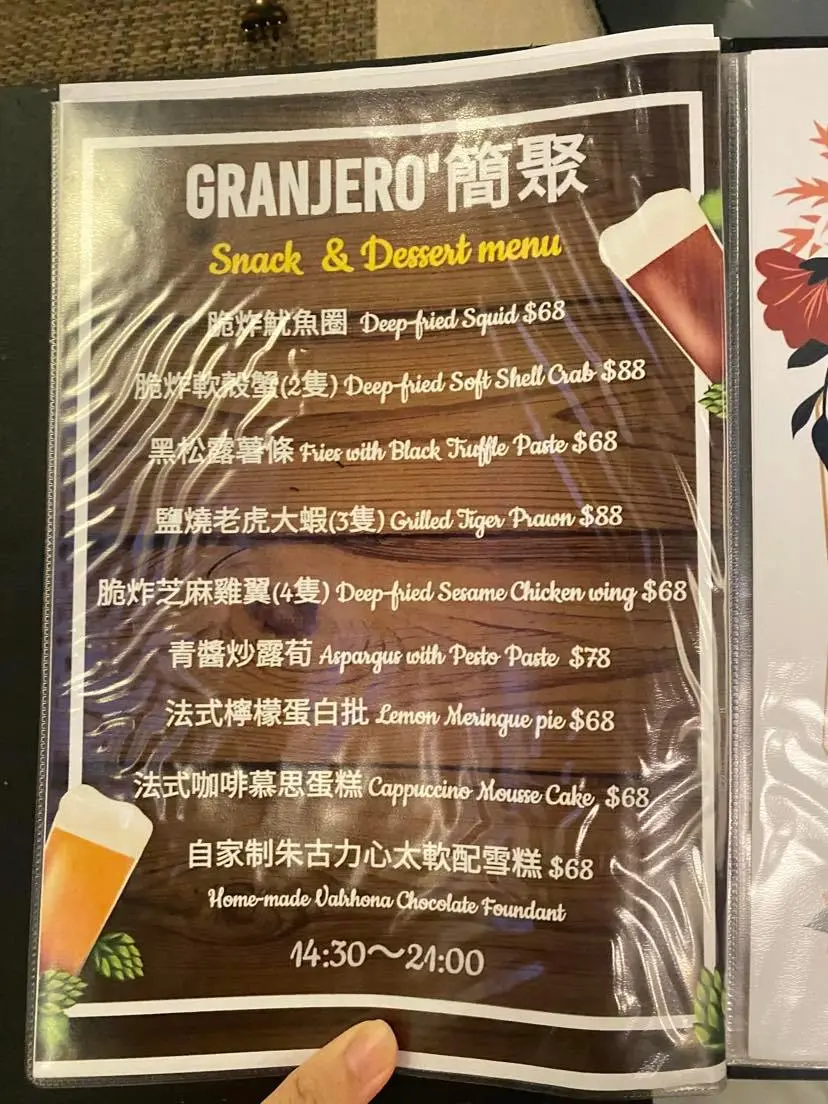 GRANJERO'簡聚
Snack & Dessert menu
脆炸魷魚圈 Deep-fried Squid $68
脆炸軟殼蟹(2隻) Deep-fried Soft Shell Crab $88
黑松露薯條 Fries with Black Truffle Paste $68
鹽燒老虎大蝦(3隻) Grilled Tiger Prawn $88
脆炸芝麻雞翼(4隻) Deep-fried Sesame Chicken wing $68
青醬炒露荀 Aspargus with Pesto Paste $78
法式檸檬蛋白批 Lemon Meringue pie $68
法式咖啡慕思蛋糕 Cappuccino Mousse Cake $68
自家制朱古力心太軟配雪糕 $68
Home-made Valrhona Chocolate Foundant
14:30～21:00